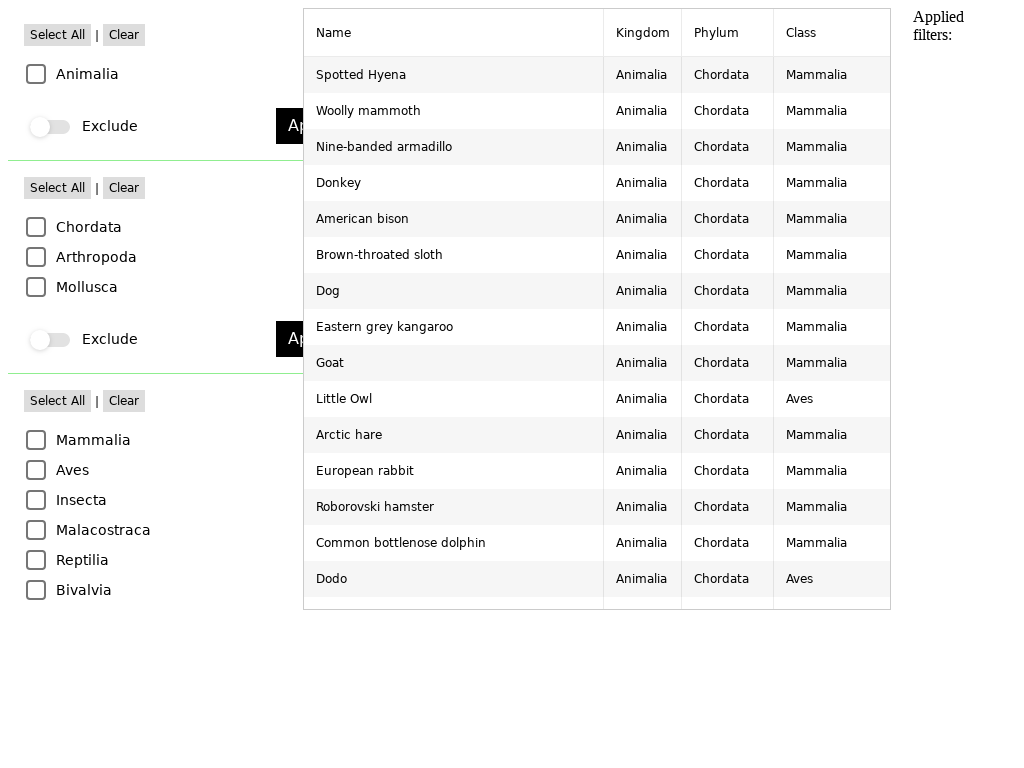 Select All | Clear
Animalia
Exclude
Ap
Select All | Clear
Chordata
Arthropoda
Mollusca
Exclude
Ap
Select All | Clear
Mammalia
Aves
Insecta
Malacostraca
Reptilia
Bivalvia
Name Kingdom Phylum Class
Spotted Hyena Animalia Chordata Mammalia
Woolly mammoth Animalia Chordata Mammalia
Nine-banded armadillo Animalia Chordata Mammalia
Donkey Animalia Chordata Mammalia
American bison Animalia Chordata Mammalia
Brown-throated sloth Animalia Chordata Mammalia
Dog Animalia Chordata Mammalia
Eastern grey kangaroo Animalia Chordata Mammalia
Goat Animalia Chordata Mammalia
Little Owl Animalia Chordata Aves
Arctic hare Animalia Chordata Mammalia
European rabbit Animalia Chordata Mammalia
Roborovski hamster Animalia Chordata Mammalia
Common bottlenose dolphin Animalia Chordata Mammalia
Dodo Animalia Chordata Aves
Applied
filters: